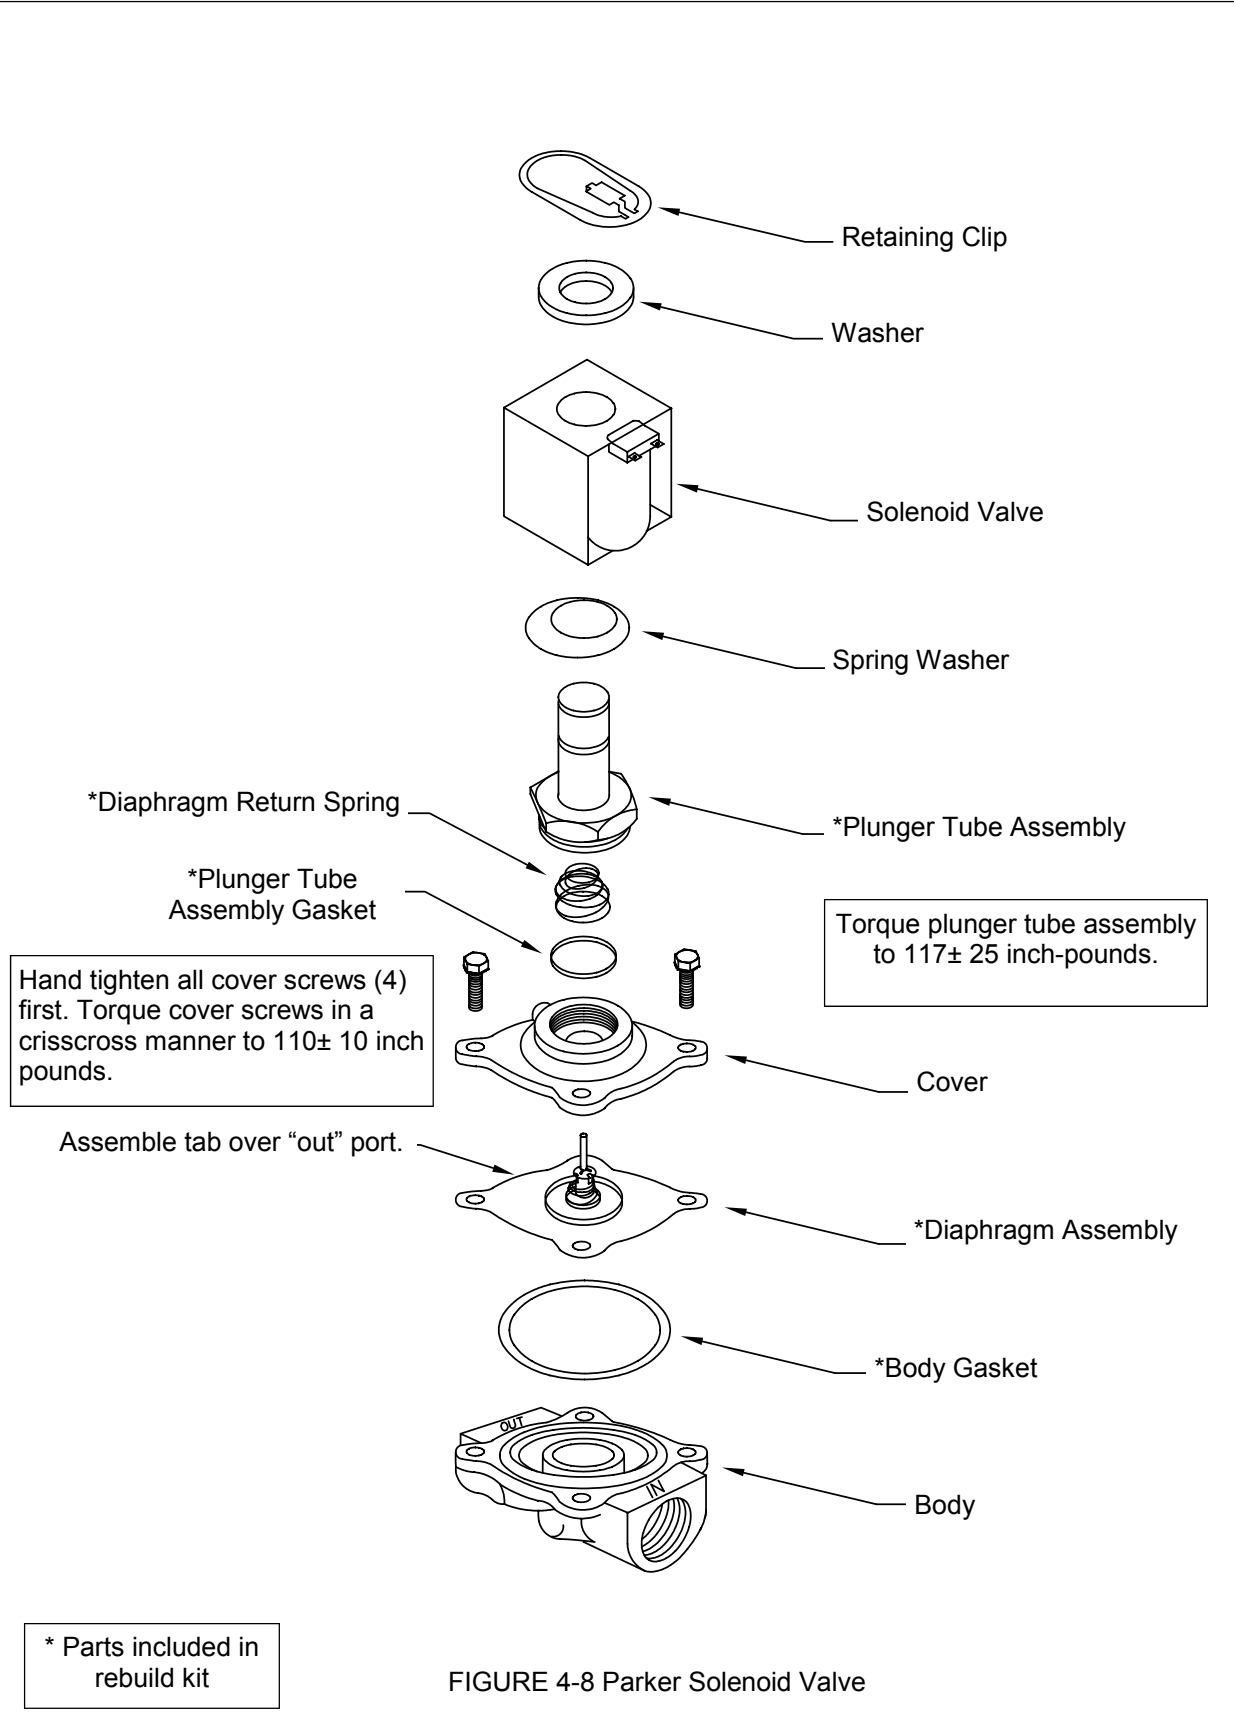 Retaining Clip
Washer
Solenoid Valve
Spring Washer
*Diaphragm Return Spring
*Plunger Tube Assembly
*Plunger Tube
Assembly Gasket
Torque plunger tube assembly
to 117± 25 inch-pounds.
Hand tighten all cover screws (4)
first. Torque cover screws in a
crisscross manner to 110± 10 inch
pounds.
Cover
Assemble tab over “out” port.
*Diaphragm Assembly
*Body Gasket
OUT
IN
Body
* Parts included in
rebuild kit
FIGURE 4-8 Parker Solenoid Valve